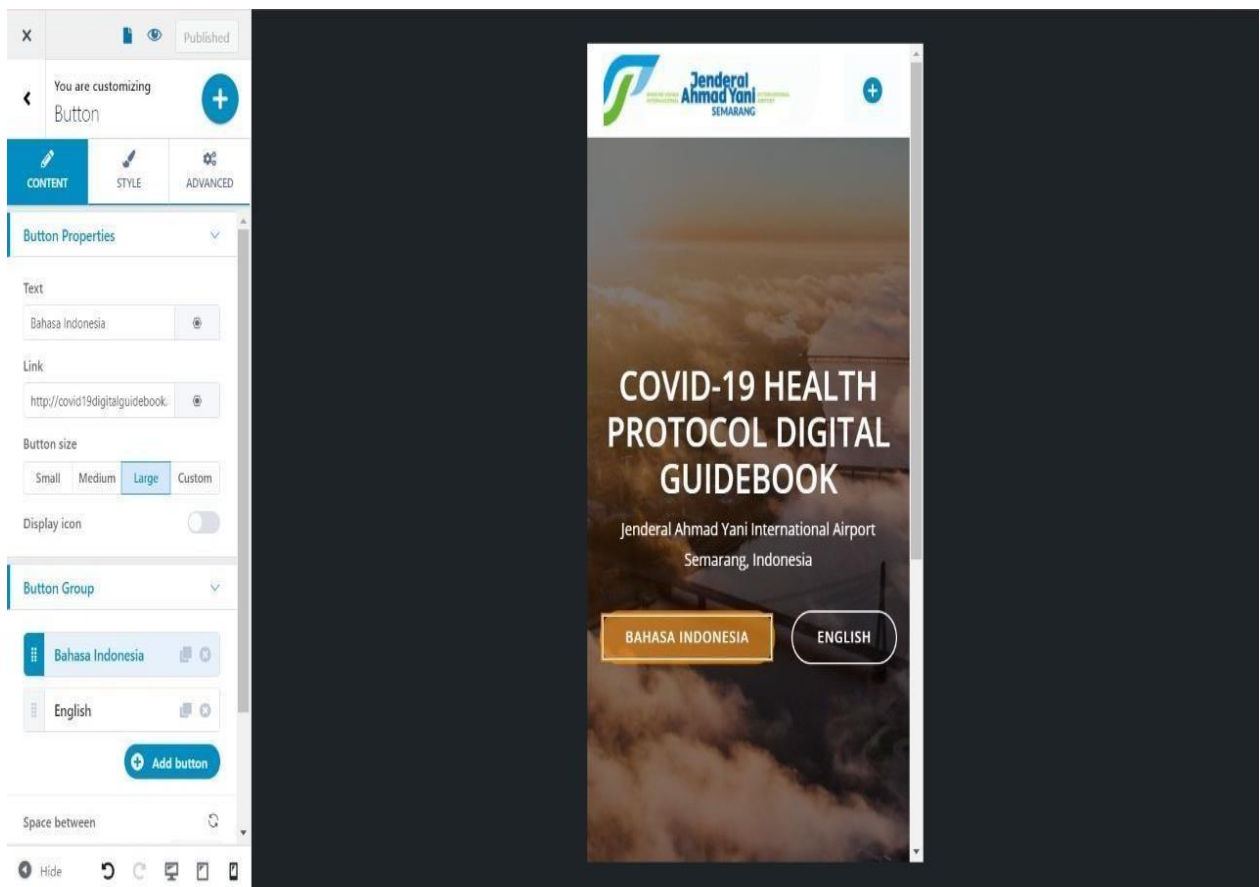 Published
You are customizing
Button
CONTENT
STYLE
ADVANCED
Button Properties
Text
Bahasa Indonesia
Link
http://covid19digitalguidebook.
Button size
Small Medium Large Custom
Display icon
Button Group
Bahasa Indonesia
English
Add button
Space between
Hide
Jenderal
Ahmad Yani
SEMARANG
COVID-19 HEALTH
PROTOCOL DIGITAL
GUIDEBOOK
Jenderal Ahmad Yani International Airport
Semarang, Indonesia
BAHASA INDONESIA
ENGLISH